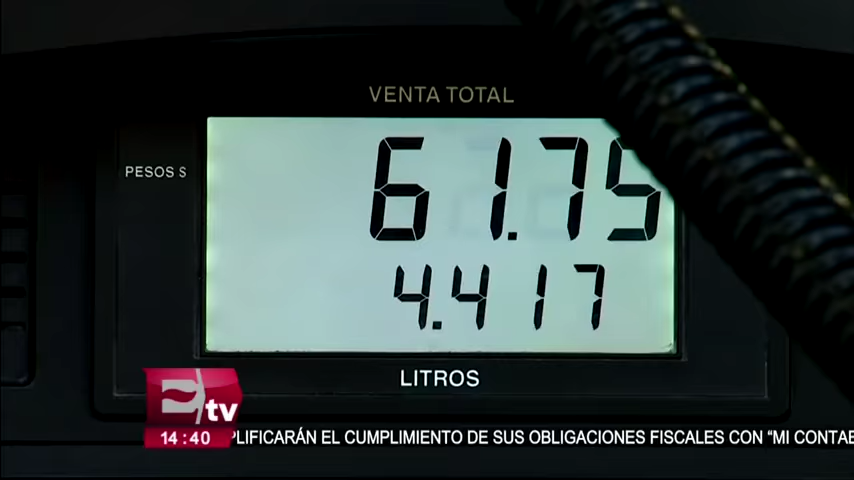 VENTA TOTAL
PESOS $
61.75
4.417
LITROS
tv
14:40
PLIFICARÁN EL CUMPLIMIENTO DE SUS OBLIGACIONES FISCALES CON "MI CONTAB